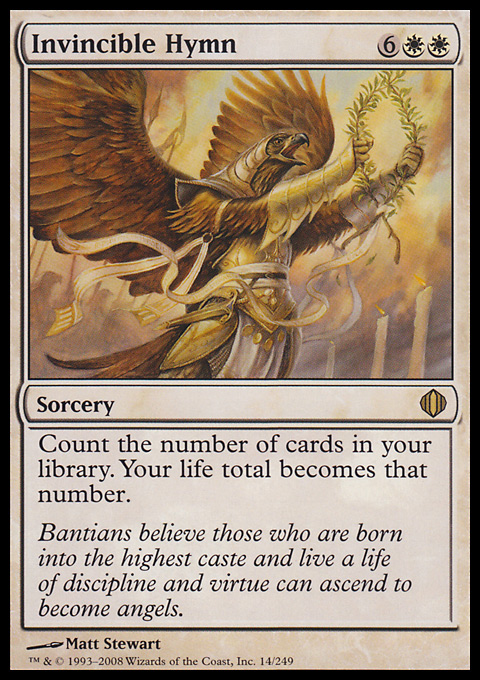 Invincible Hymn 6
Sorcery
Count the number of cards in your
library. Your life total becomes that
number.
Bantians believe those who are born
into the highest caste and live a life
of discipline and virtue can ascend to
become angels.
Matt Stewart
™ & © 1993–2008 Wizards of the Coast, Inc. 14/249